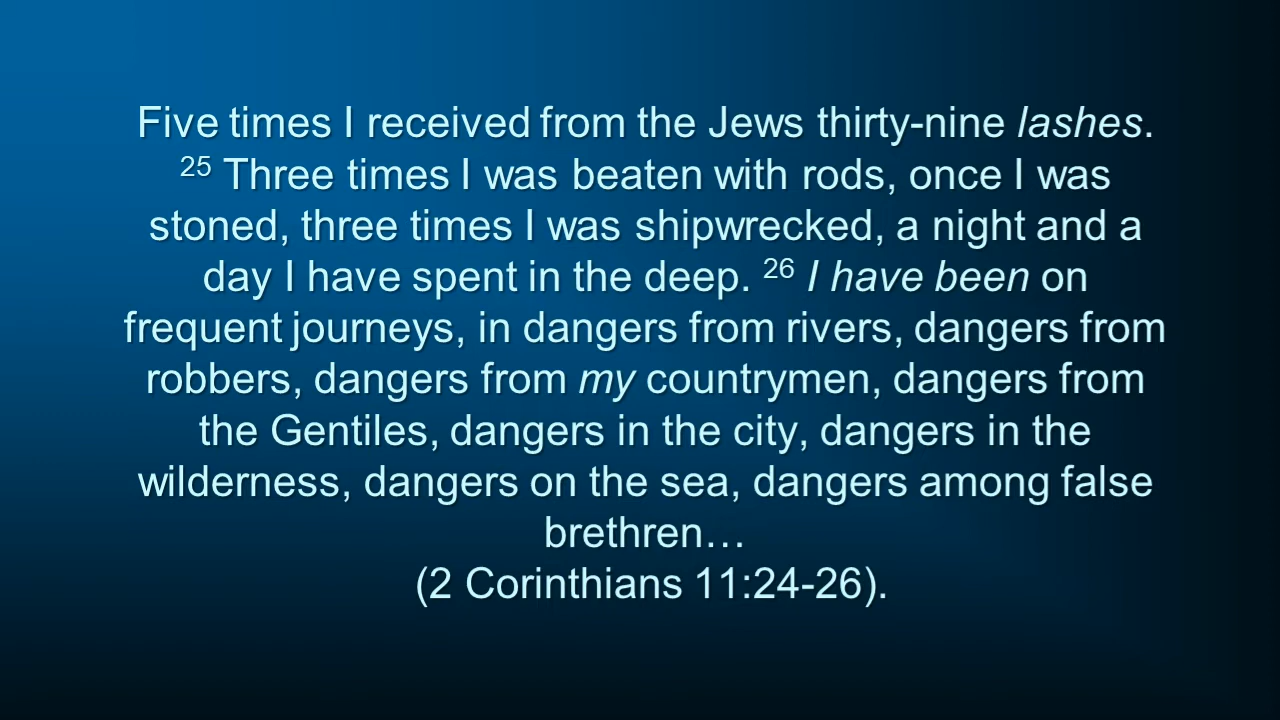 Five times I received from the Jews thirty-nine lashes.
25 Three times I was beaten with rods, once I was
stoned, three times I was shipwrecked, a night and a
day I have spent in the deep. 26 I have been on
frequent journeys, in dangers from rivers, dangers from
robbers, dangers from my countrymen, dangers from
the Gentiles, dangers in the city, dangers in the
wilderness, dangers on the sea, dangers among false
brethren…
(2 Corinthians 11:24-26).